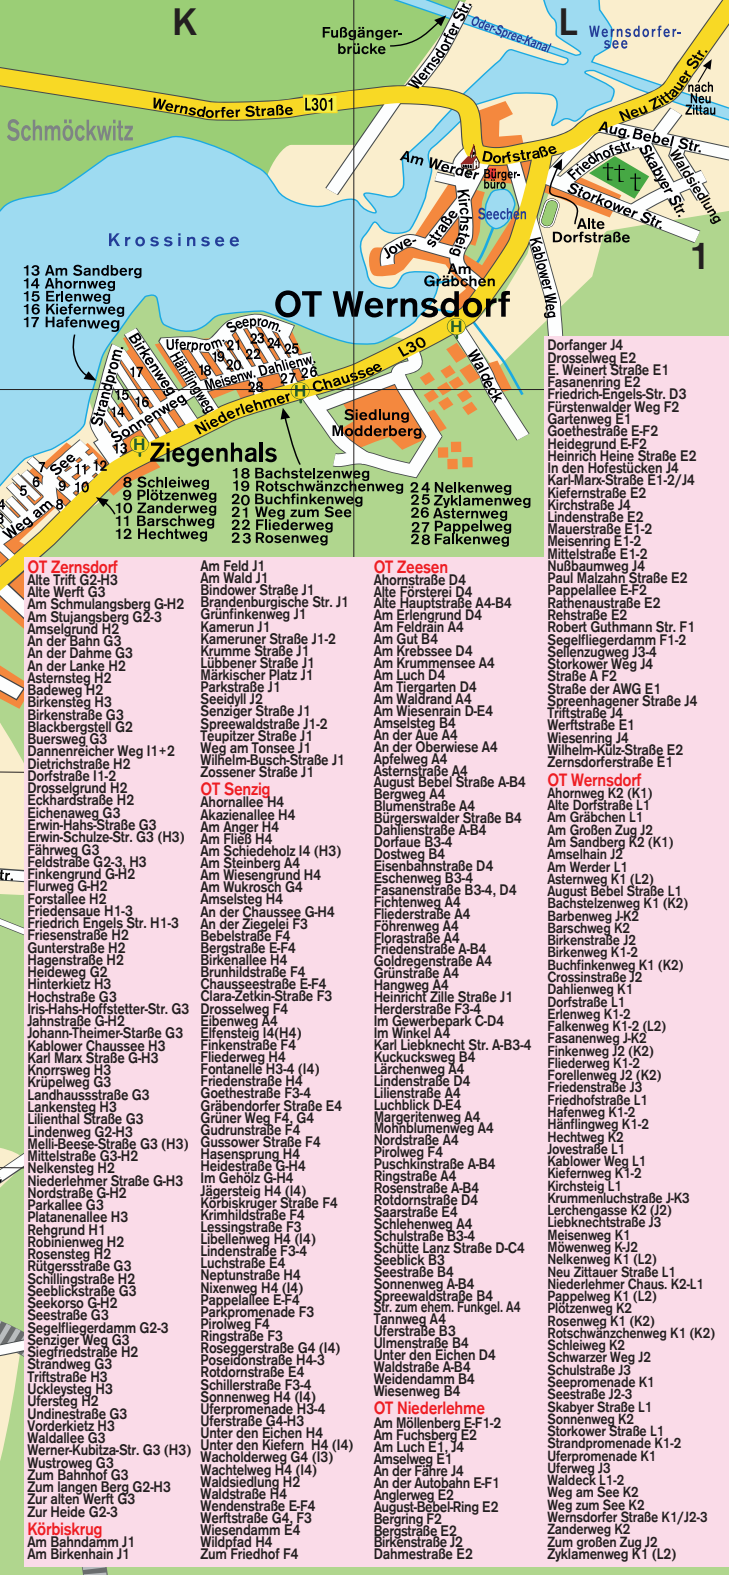 K
L
Fußgänger-
brücke
Wernsdorfer Str.
Oder-Spree-Kanal
Wernsdorfer-
see
Neu Zittauer Str.
nach
Neu
Zittau
Wernsdorfer Straße L301
Schmöckwitz
Aug. Bebel Str.
Am Werder
Dorfstraße
Bürger-
büro
Friedhofstr.
Skabyer Str.
Waldsiedlung
Storkower Str.
Kirchsteig
Seechen
Jove-
straße
Alte
Dorfstraße
Krossinsee
Am
Gräbchen
Kablower Weg
1
13 Am Sandberg
14 Ahornweg
15 Erlenweg
16 Kiefernweg
17 Hafenweg
OT Wernsdorf
H
Seeprom.
Uferprom.
Birkenweg
Hänflingweg
Strandprom.
Meisenw.
Dahlienw.
Sonnenweg
21 23 24 25
19 22
18 20
17
15
14 16
13
28 27 26
Niederlehmer Chaussee L30
H
Waldeck
Siedlung
Modderberg
H
Ziegenhals
Weg am See
7
6
5
4
11 12
9 10
8
8 Schleiweg
9 Plötzenweg
10 Zanderweg
11 Barschweg
12 Hechtweg
18 Bachstelzenweg
19 Rotschwänzchenweg
20 Buchfinkenweg
21 Weg zum See
22 Fliederweg
23 Rosenweg
24 Nelkenweg
25 Zyklamenweg
26 Asternweg
27 Pappelweg
28 Falkenweg
tr.
OT Zernsdorf
Alte Trift G2-H3
Alte Werft G3
Am Schmulangsberg G-H2
Am Stujangsberg G2-3
Amselgrund H2
An der Bahn G3
An der Dahme G3
An der Lanke H2
Asternsteg H2
Badeweg H2
Birkensteg H3
Birkenstraße G3
Blackbergstell G2
Buersweg G3
Dannenreicher Weg I1+2
Dietrichstraße H2
Dorfstraße I1-2
Drosselgrund H2
Eckhardstraße H2
Eichenaweg G3
Erwin-Hahs-Straße G3
Erwin-Schulze-Str. G3 (H3)
Fährweg G3
Feldstraße G2-3, H3
Finkengrund G-H2
Flurweg G-H2
Forstallee H2
Friedensaue H1-3
Friedrich Engels Str. H1-3
Friesenstraße H2
Gunterstraße H2
Hagenstraße H2
Heideweg G2
Hinterkietz H3
Hochstraße G3
Iris-Hahs-Hoffstetter-Str. G3
Jahnstraße G-H2
Johann-Theimer-Starße G3
Kablower Chaussee H3
Karl Marx Straße G-H3
Knorrsweg H3
Krüpelweg G3
Landhaussstraße G3
Lankensteg H3
Lilienthal Straße G3
Lindenweg G2-H3
Melli-Beese-Straße G3 (H3)
Mittelstraße G3-H2
Nelkensteg H2
Niederlehmer Straße G-H3
Nordstraße G-H2
Parkallee G3
Platanenallee H3
Rehgrund H1
Robinienweg H2
Rosensteg H2
Rütgersstraße G3
Schillingstraße H2
Seeblickstraße G3
Seekorso G-H2
Seestraße G3
Segelfliegerdamm G2-3
Senziger Weg G3
Siegfriedstraße H2
Strandweg G3
Triftstraße H3
Uckleysteg H3
Ufersteg H2
Undinestraße G3
Vorderkietz H3
Waldallee G3
Werner-Kubitza-Str. G3 (H3)
Wustroweg G3
Zum Bahnhof G3
Zum langen Berg G2-H3
Zur alten Werft G3
Zur Heide G2-3
Körbiskrug
Am Bahndamm J1
Am Birkenhain J1
Am Feld J1
Am Wald J1
Bindower Straße J1
Brandenburgische Str. J1
Grünfinkenweg J1
Kamerun J1
Kameruner Straße J1-2
Krumme Straße J1
Lübbener Straße J1
Märkischer Platz J1
Parkstraße J1
Seeidyll J2
Senziger Straße J1
Spreewaldstraße J1-2
Teupitzer Straße J1
Weg am Tonsee J1
Wilhelm-Busch-Straße J1
Zossener Straße J1
OT Senzig
Ahornallee H4
Akazienallee H4
Am Anger H4
Am Fließ H4
Am Schiedeholz I4 (H3)
Am Steinberg A4
Am Wiesengrund H4
Am Wukrosch G4
Amselsteg H4
An der Chaussee G-H4
An der Ziegelei F3
Bebelstraße F4
Bergstraße E-F4
Birkenallee H4
Brunhildstraße F4
Chausseestraße E-F4
Clara-Zetkin-Straße F3
Drosselweg F4
Eibenweg A4
Elfensteig I4(H4)
Finkenstraße F4
Fliederweg H4
Fontanelle H3-4 (I4)
Friedenstraße H4
Goethestraße F3-4
Gräbendorfer Straße E4
Grüner Weg F4, G4
Gudrunstraße F4
Gussower Straße F4
Hasensprung H4
Heidestraße G-H4
Im Gehölz G-H4
Jägersteig H4 (I4)
Körbiskruger Straße F4
Krimhildstraße F4
Lessingstraße F3
Libellenweg H4 (I4)
Lindenstraße F3-4
Luchstraße E4
Neptunstraße H4
Nixenweg H4 (I4)
Pappelallee E-F4
Parkpromenade F3
Pirolweg F4
Ringstraße F3
Roseggerstraße G4 (I4)
Poseidonstraße H4-3
Rotdornstraße E4
Schillerstraße F3-4
Sonnenweg H4 (I4)
Uferpromenade H3-4
Uferstraße G4-H3
Unter den Eichen H4
Unter den Kiefern H4 (I4)
Wacholderweg G4 (I3)
Wachtelweg H4 (I4)
Waldsiedlung H2
Waldstraße H4
Wendenstraße E-F4
Werftstraße G4, F3
Wiesendamm E4
Wildpfad H4
Zum Friedhof F4
OT Zeesen
Ahornstraße D4
Alte Försterei D4
Alte Hauptstraße A4-B4
Am Erlengrund D4
Am Feldrain A4
Am Gut B4
Am Krebssee D4
Am Krummensee A4
Am Luch D4
Am Tiergarten D4
Am Waldrand A4
Am Wiesenrain D-E4
Amselsteg B4
An der Aue A4
An der Oberwiese A4
Apfelweg A4
Asternstraße A4
August Bebel Straße A-B4
Bergweg A4
Blumenstraße A4
Bürgerswalder Straße B4
Dahlienstraße A-B4
Dorfaue B3-4
Dostweg B4
Eisenbahnstraße D4
Eschenweg B3-4
Fasanenstraße B3-4, D4
Fichtenweg A4
Fliederstraße A4
Föhrenweg A4
Florastraße A4
Friedenstraße A-B4
Goldregenstraße A4
Grünstraße A4
Hangweg A4
Heinrich Zille Straße J1
Herderstraße F3-4
Im Gewerbepark C-D4
Im Winkel A4
Karl Liebknecht Str. A-B3-4
Kuckucksweg B4
Lärchenweg A4
Lindenstraße D4
Lilienstraße A4
Luchblick D-E4
Margeritenweg A4
Mohnblumenweg A4
Nordstraße A4
Pirolweg F4
Puschkinstraße A-B4
Ringstraße A4
Rosenstraße A-B4
Rotdornstraße D4
Saarstraße E4
Schlehenweg A4
Schulstraße B3-4
Schütte Lanz Straße D-C4
Seeblick B3
Seestraße B4
Sonnenweg A-B4
Spreewaldstraße B4
Str. zum ehem. Funkgel. A4
Tannweg A4
Uferstraße B3
Ulmenstraße B4
Unter den Eichen D4
Waldstraße A-B4
Weidendamm B4
Wiesenweg B4
OT Niederlehme
Am Möllenberg E-F1-2
Am Fuchsberg E2
Am Luch E1, J4
Amselweg E1
An der Fähre J4
An der Autobahn E-F1
Anglerweg E2
August-Bebel-Ring E2
Bergring F2
Bergstraße E2
Birkenstraße J2
Dahmestraße E2
Dorfanger J4
Drosselweg E2
E. Weinert Straße E1
Fasanenring E2
Friedrich-Engels-Str. D3
Fürstenwalder Weg F2
Gartenweg E1
Goethestraße E-F2
Heidegrund E-F2
Heinrich Heine Straße E2
In den Hofestücken J4
Karl-Marx-Straße E1-2/J4
Kiefernstraße E2
Kirchstraße J4
Lindenstraße E2
Mauerstraße E1-2
Meisenring E1-2
Mittelstraße E1-2
Nußbaumweg J4
Paul Malzahn Straße E2
Pappelallee E-F2
Rathenaustraße E2
Rehstraße E2
Robert Guthmann Str. F1
Segelfliegerdamm F1-2
Sellenzugweg J3-4
Storkower Weg J4
Straße A F2
Straße der AWG E1
Spreenhagener Straße J4
Triftstraße J4
Werftstraße E1
Wiesenring J4
Wilhelm-Külz-Straße E2
Zernsdorferstraße E1
OT Wernsdorf
Ahornweg K2 (K1)
Alte Dorfstraße L1
Am Gräbchen L1
Am Großen Zug J2
Am Sandberg K2 (K1)
Amselhain J2
Am Werder L1
Asternweg K1 (L2)
August Bebel Straße L1
Bachstelzenweg K1 (K2)
Barbenweg J-K2
Barschweg K2
Birkenstraße J2
Birkenweg K1-2
Buchfinkenweg K1 (K2)
Crossinstraße J2
Dahlienweg K1
Dorfstraße L1
Erlenweg K1-2
Falkenweg K1-2 (L2)
Fasanenweg J-K2
Finkenweg J2 (K2)
Fliederweg K1-2
Forellenweg J2 (K2)
Friedenstraße J3
Friedhofstraße L1
Hafenweg K1-2
Hänflingweg K1-2
Hechtweg K2
Jovestraße L1
Kablower Weg L1
Kiefernweg K1-2
Kirchsteig L1
Krummenluchstraße J-K3
Lerchengasse K2 (J2)
Liebknechtstraße J3
Meisenweg K1
Möwenweg K-J2
Nelkenweg K1 (L2)
Neu Zittauer Straße L1
Niederlehmer Chaus. K2-L1
Pappelweg K1 (L2)
Plötzenweg K2
Rosenweg K1 (K2)
Rotschwänzchenweg K1 (K2)
Schleiweg K2
Schwarzer Weg J2
Schulstraße J3
Seepromenade K1
Seestraße J2-3
Skabyer Straße L1
Sonnenweg K2
Storkower Straße L1
Strandpromenade K1-2
Uferpromenade K1
Uferweg J3
Waldeck L1-2
Weg am See K2
Weg zum See K2
Wernsdorfer Straße K1/J2-3
Zanderweg K2
Zum großen Zug J2
Zyklamenweg K1 (L2)